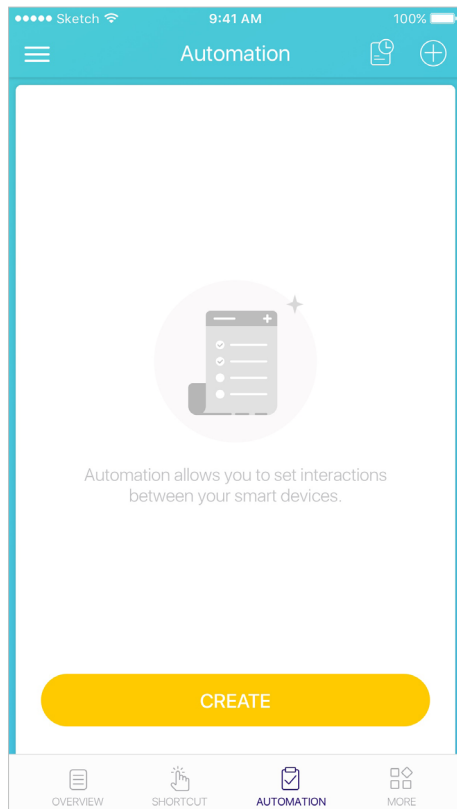 Sketch 9:41 AM 100%
Automation
Automation allows you to set interactions
between your smart devices.
CREATE
OVERVIEW SHORTCUT AUTOMATION MORE